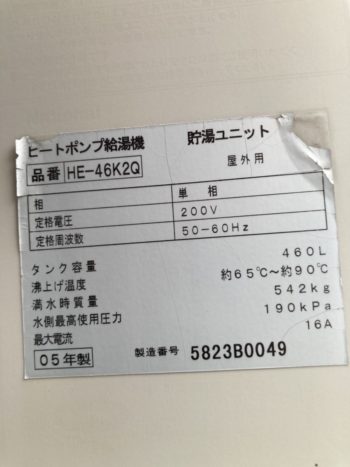 ヒートポンプ給湯機 貯湯ユニット
品番 HE-46K2Q 屋外用
相 単相
定格電圧 200V
定格周波数 50-60Hz
タンク容量 460L
沸上げ温度 約65℃~約90℃
満水時質量 542kg
水側最高使用圧力 190kPa
最大電流 16A
05年製 製造番号 5823B0049